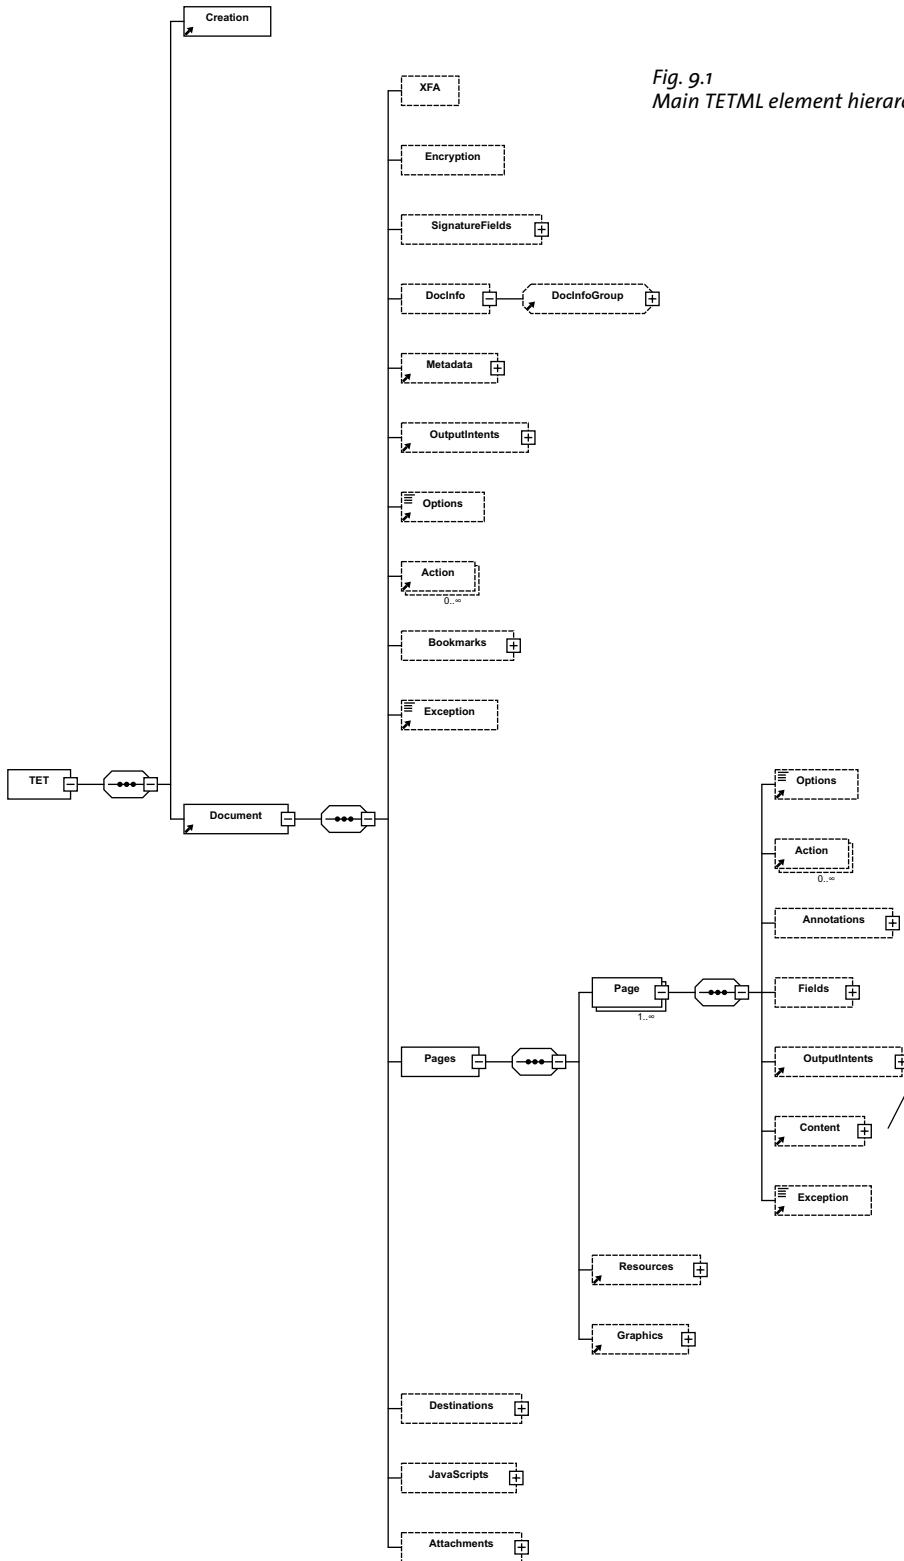 Creation
Fig. 9.1
XFA
Main TETML element hierar
Encryption
SignatureFields
DocInfo
DocInfoGroup
Metadata
OutputIntents
Options
Action
0..∞
Bookmarks
Exception
TET
Document
Options
Action
0..∞
Annotations
Page
1..∞
Fields
Pages
OutputIntents
Content
Exception
Resources
Graphics
Destinations
JavaScripts
Attachments